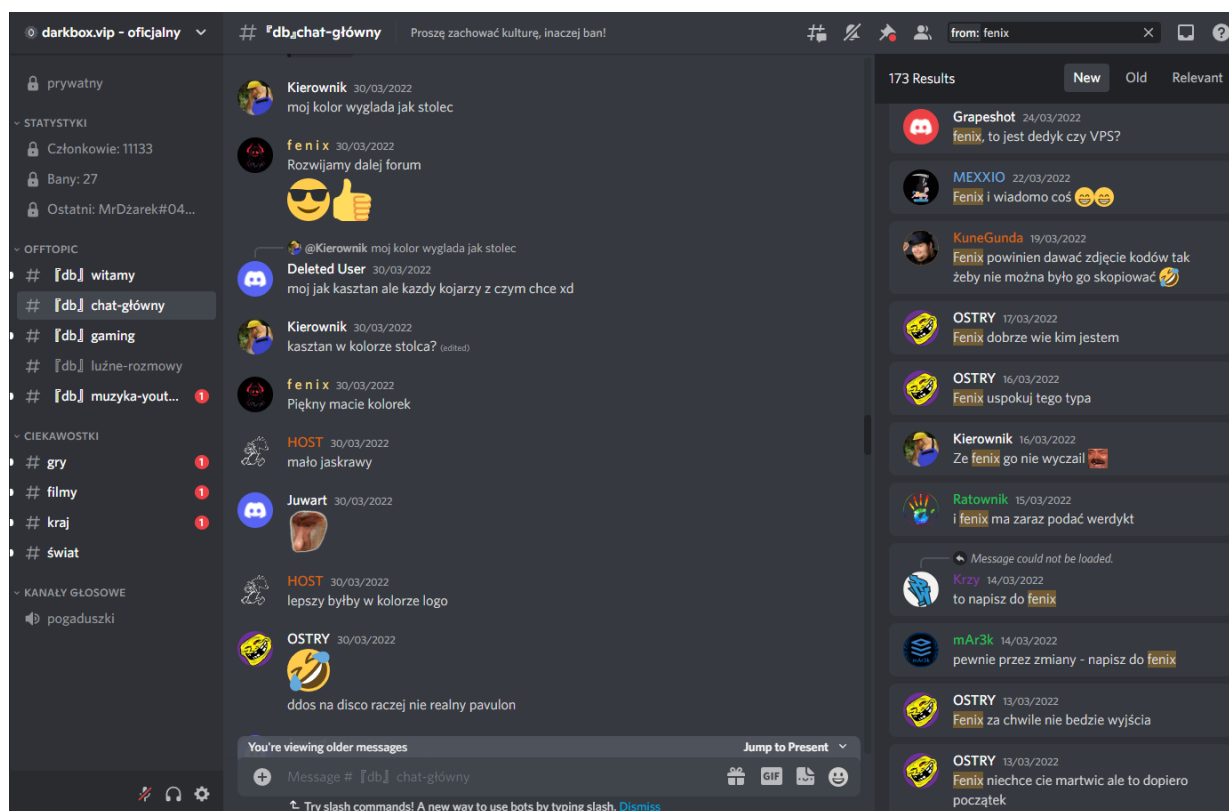 darkbox.vip - oficjalny
prywatny
STATYSTYKI
Członkowie: 11133
Bany: 27
Ostatni: MrDżarek#04...
OFFTOPIC
# 『db』 witamy
# 『db』 chat-główny
# 『db』 gaming
# 『db』 luźne-rozmowy
# 『db』 muzyka-yout... 1
CIEKAWOSTKI
# gry 1
# filmy 1
# kraj 1
# świat
KANAŁY GŁOSOWE
pogaduszki
# 『db』chat-główny Proszę zachować kulturę, inaczej ban!
Kierownik 30/03/2022
moj kolor wyglada jak stolec
f e n i x 30/03/2022
Rozwijamy dalej forum
@Kierownik moj kolor wyglada jak stolec
Deleted User 30/03/2022
moj jak kasztan ale kazdy kojarzy z czym chce xd
Kierownik 30/03/2022
kasztan w kolorze stolca? (edited)
f e n i x 30/03/2022
Piękny macie kolorek
HOST 30/03/2022
mało jaskrawy
Juwart 30/03/2022
HOST 30/03/2022
lepszy byłby w kolorze logo
OSTRY 30/03/2022
ddos na disco raczej nie realny pavulon
You're viewing older messages Jump to Present
Message # 『db』 chat-główny GIF
Try slash commands! A new way to use bots by typing slash. Dismiss
from: fenix
173 Results New Old Relevant
Grapeshot 24/03/2022
fenix, to jest dedyk czy VPS?
MEXXIO 22/03/2022
Fenix i wiadomo coś
KuneGunda 19/03/2022
Fenix powinien dawać zdjęcie kodów tak
żeby nie można było go skopiować
OSTRY 17/03/2022
Fenix dobrze wie kim jestem
OSTRY 16/03/2022
Fenix uspokuj tego typa
Kierownik 16/03/2022
Ze fenix go nie wyczail
Ratownik 15/03/2022
i fenix ma zaraz podać werdykt
Message could not be loaded.
Krzy 14/03/2022
to napisz do fenix
mAr3k 14/03/2022
pewnie przez zmiany - napisz do fenix
OSTRY 13/03/2022
Fenix za chwile nie bedzie wyjścia
OSTRY 13/03/2022
Fenix niechce cie martwic ale to dopiero
początek